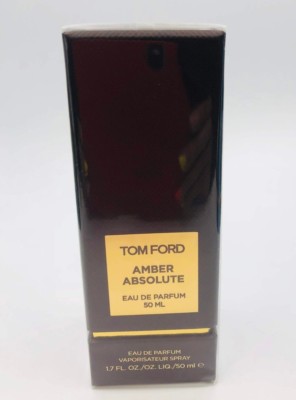 TOM FORD
AMBER
ABSOLUTE
EAU DE PARFUM
50 ML
EAU DE PARFUM
VAPORISATEUR SPRAY
1.7 FL. OZ./OZ. LIQ./50 ml ℮